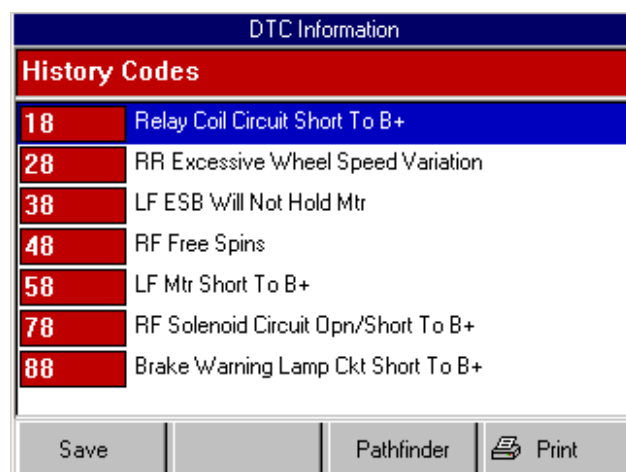 DTC Information
History Codes
18 Relay Coil Circuit Short To B+
28 RR Excessive Wheel Speed Variation
38 LF ESB Will Not Hold Mtr
48 RF Free Spins
58 LF Mtr Short To B+
78 RF Solenoid Circuit Opn/Short To B+
88 Brake Warning Lamp Ckt Short To B+
Save Pathfinder Print